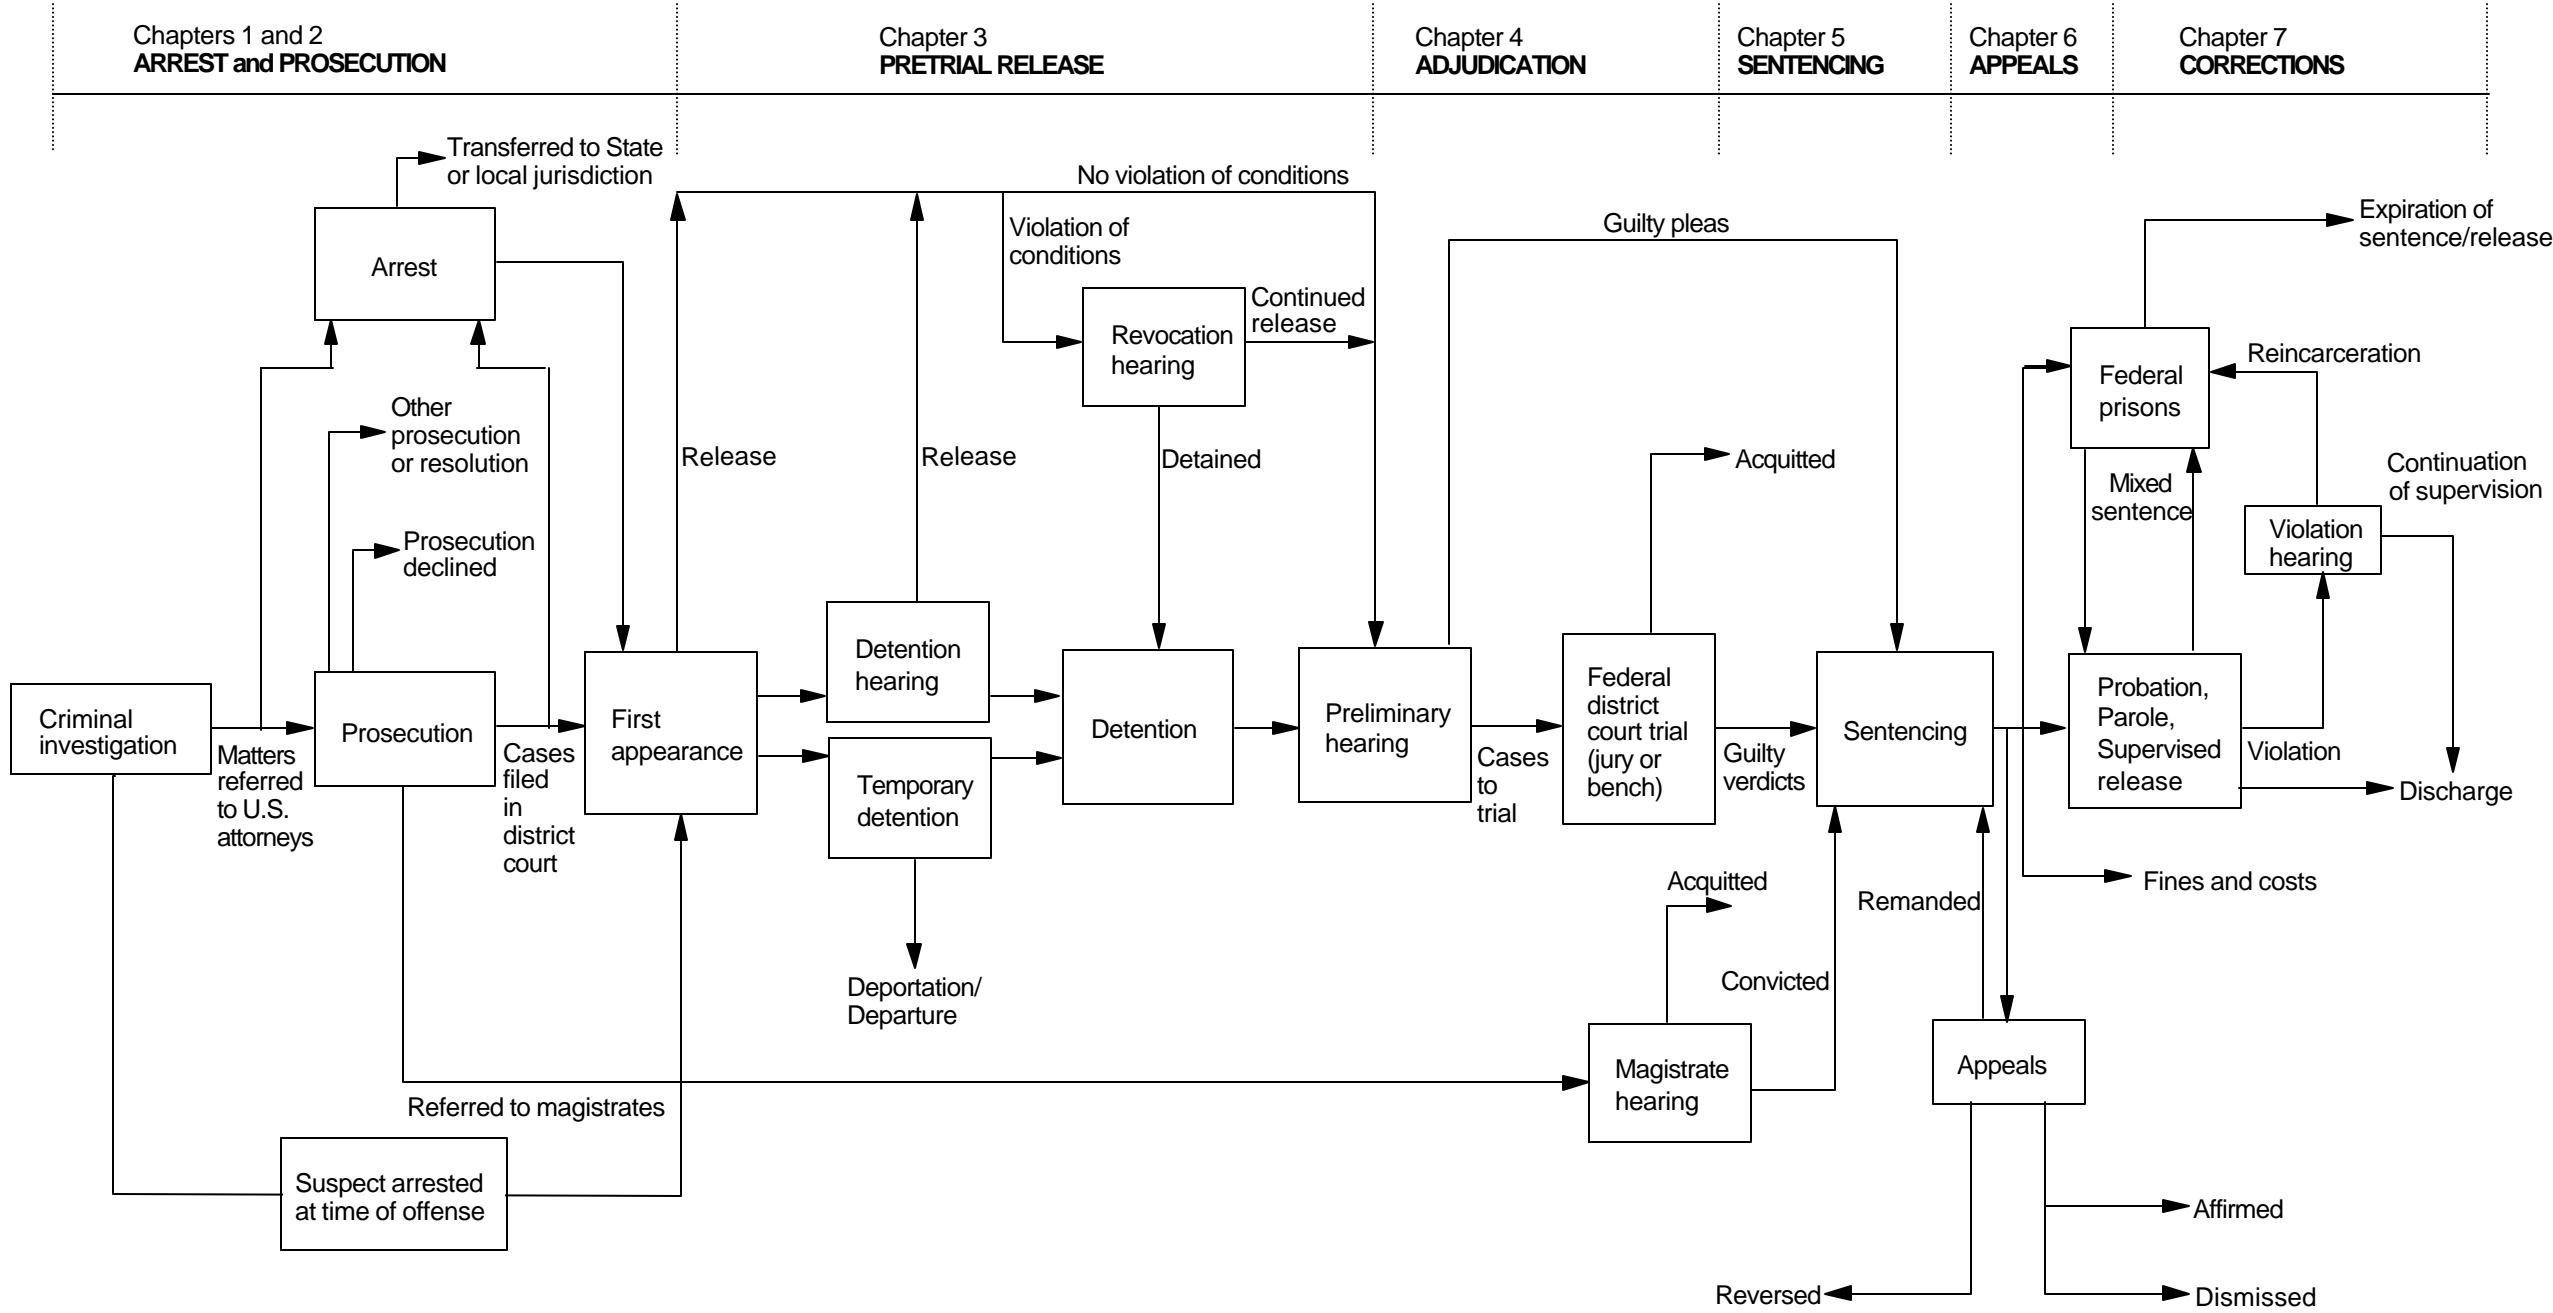 Chapters 1 and 2
ARREST and PROSECUTION
Chapter 3
PRETRIAL RELEASE
Chapter 4
ADJUDICATION
Chapter 5
SENTENCING
Chapter 6
APPEALS
Chapter 7
CORRECTIONS
Transferred to State
or local jurisdiction
Arrest
Other
prosecution
or resolution
Prosecution
declined
Criminal
investigation
Matters
referred
to U.S.
attorneys
Prosecution
Cases
filed
in
district
court
First
appearance
Referred to magistrates
Suspect arrested
at time of offense
No violation of conditions
Violation of
conditions
Revocation
hearing
Continued
release
Release
Release
Detained
Detention
hearing
Temporary
detention
Detention
Deportation/
Departure
Preliminary
hearing
Guilty pleas
Cases
to
trial
Acquitted
Federal
district
court trial
(jury or
bench)
Guilty
verdicts
Sentencing
Acquitted
Convicted
Magistrate
hearing
Remanded
Appeals
Reversed
Affirmed
Dismissed
Expiration of
sentence/release
Federal
prisons
Reincarceration
Mixed
sentence
Continuation
of supervision
Violation
hearing
Probation,
Parole,
Supervised
release
Violation
Discharge
Fines and costs